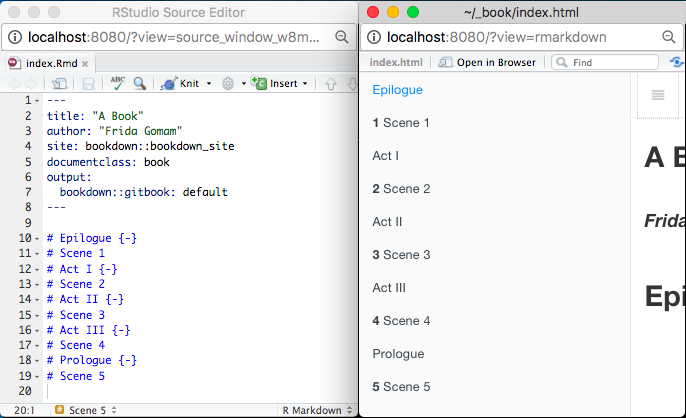 RStudio Source Editor
localhost:8080/?view=source_window_w8m...
index.Rmd
ABC Knit Insert
1 ---
2 title: "A Book"
3 author: "Frida Gomam"
4 site: bookdown::bookdown_site
5 documentclass: book
6 output:
7 bookdown::gitbook: default
8 ---
9
10 # Epilogue {-}
11 # Scene 1
12 # Act I {-}
13 # Scene 2
14 # Act II {-}
15 # Scene 3
16 # Act III {-}
17 # Scene 4
18 # Prologue {-}
19 # Scene 5
20
20:1 # Scene 5 R Markdown
~/_book/index.html
localhost:8080/?view=rmarkdown
index.html Open in Browser Find
Epilogue
1 Scene 1
Act I
2 Scene 2
Act II
3 Scene 3
Act III
4 Scene 4
Prologue
5 Scene 5
A B
Frida
Epi